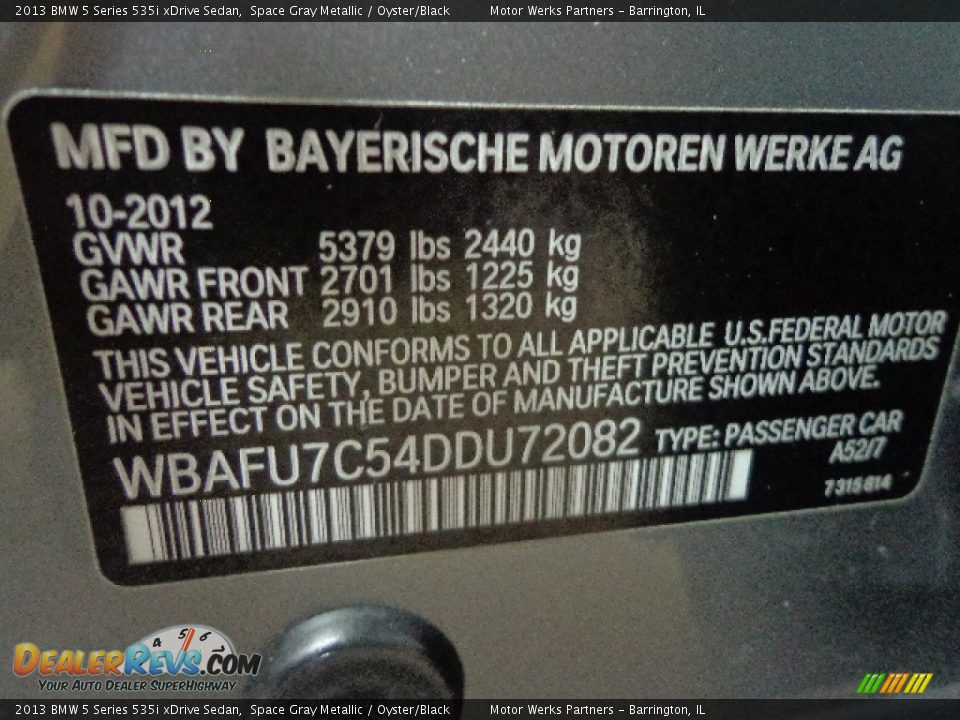 2013 BMW 5 Series 535i xDrive Sedan, Space Gray Metallic / Oyster/Black Motor Werks Partners - Barrington, IL
MFD BY BAYERISCHE MOTOREN WERKE AG
10-2012
GVWR 5379 lbs 2440 kg
GAWR FRONT 2701 lbs 1225 kg
GAWR REAR 2910 lbs 1320 kg
THIS VEHICLE CONFORMS TO ALL APPLICABLE U.S.FEDERAL MOTOR
VEHICLE SAFETY, BUMPER AND THEFT PREVENTION STANDARDS
IN EFFECT ON THE DATE OF MANUFACTURE SHOWN ABOVE.
WBAFU7C54DDU72082 TYPE: PASSENGER CAR
A52/7
7315814
4 5 6 7
DEALERREVS.COM
YOUR AUTO DEALER SUPERHIGHWAY
2013 BMW 5 Series 535i xDrive Sedan, Space Gray Metallic / Oyster/Black Motor Werks Partners - Barrington, IL